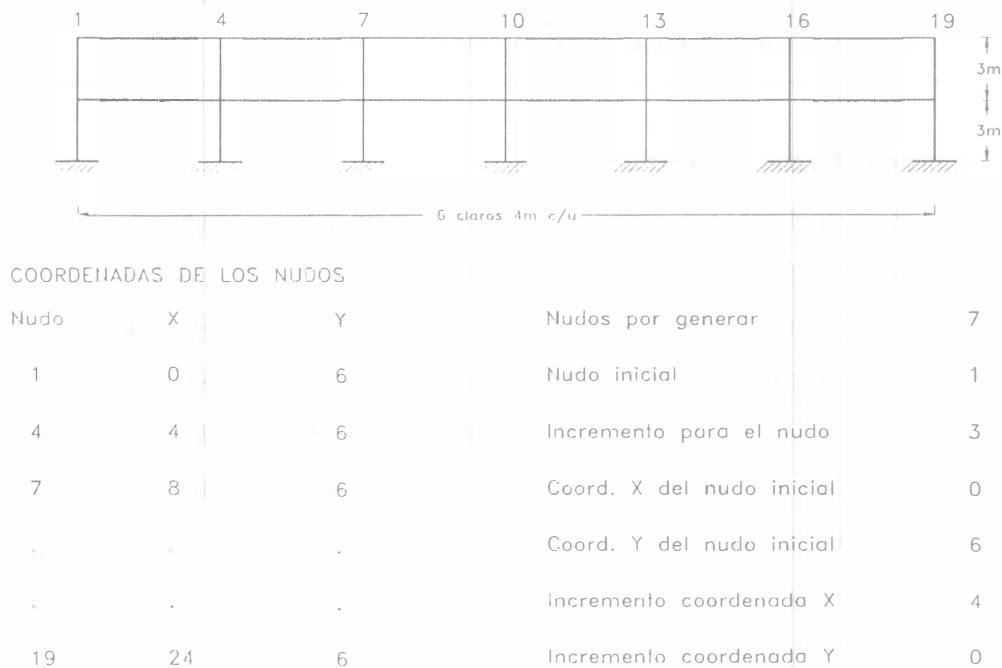 1 4 7 10 13 16 19
3m
3m
6 claros 4m c/u
COORDENADAS DE LOS NUDOS
Nudo X Y Nudos por generar 7
1 0 6 Nudo inicial 1
4 4 6 Incremento para el nudo 3
7 8 6 Coord. X del nudo inicial 0
. . . Coord. Y del nudo inicial 6
. . . Incremento coordenada X 4
19 24 6 Incremento coordenada Y 0